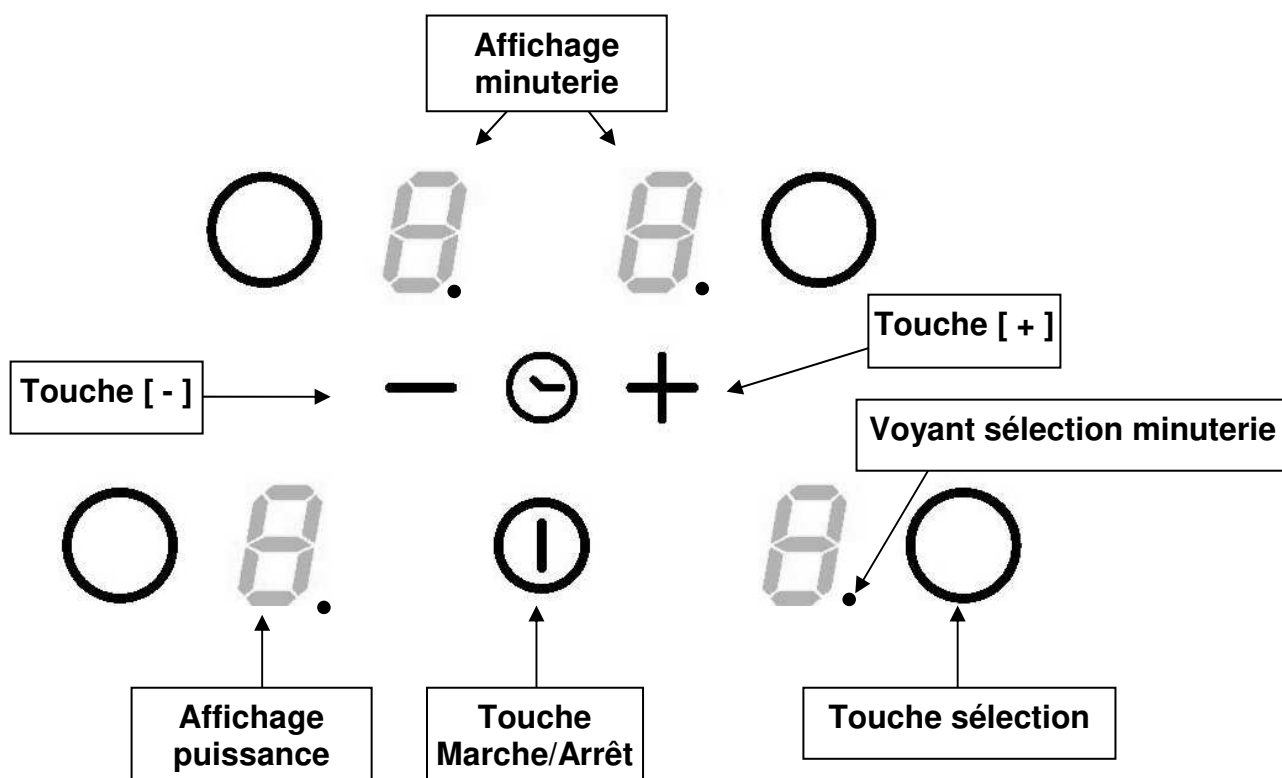 Affichage
minuterie
Touche [ + ]
Touche [ - ]
Voyant sélection minuterie
Affichage
puissance
Touche
Marche/Arrêt
Touche sélection